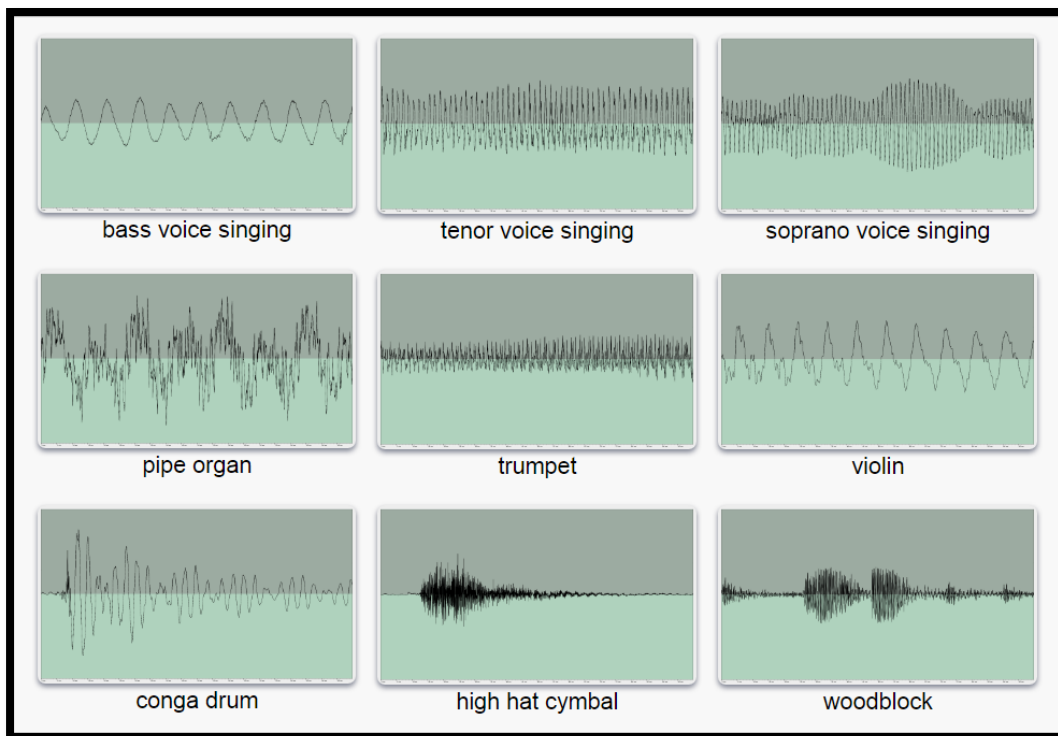 bass voice singing
tenor voice singing
soprano voice singing
pipe organ
trumpet
violin
conga drum
high hat cymbal
woodblock